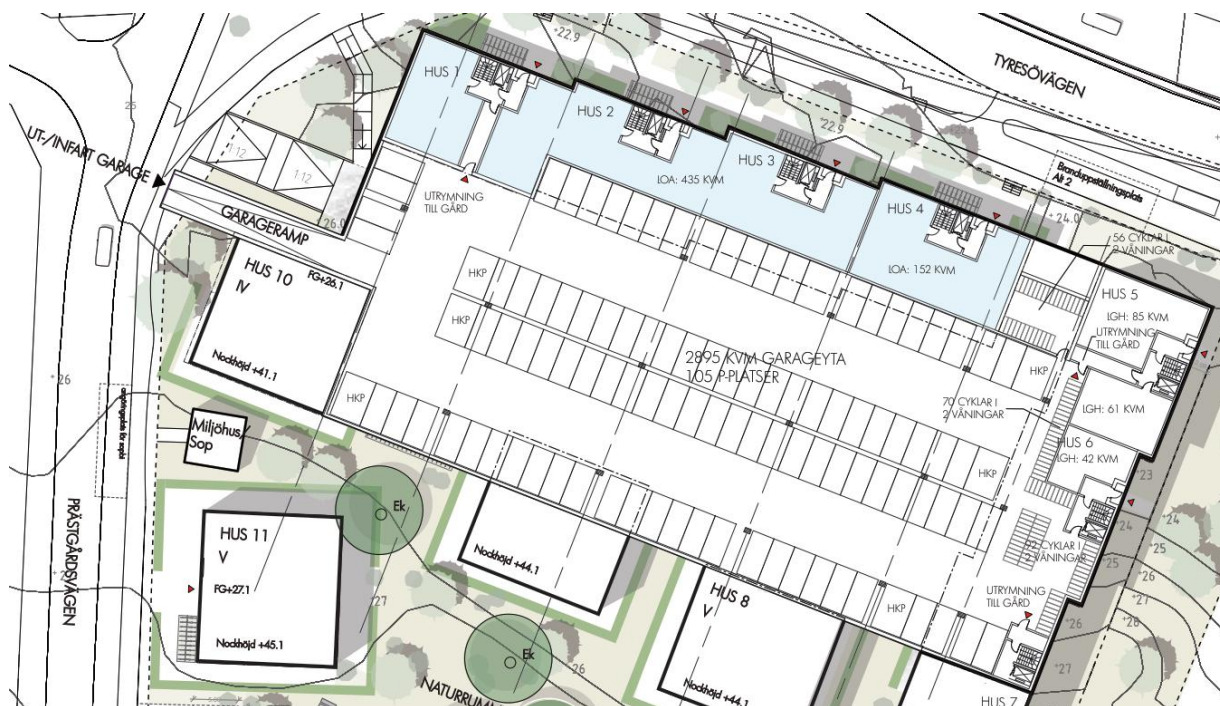 +22.9
TYRESÖVÄGEN
HUS 1
HUS 2
25
+22.9
UT-/INFART GARAGE
1:12
1:12
HUS 3
Branduppställningsplats
Alt 2
LOA: 435 KVM
UTRYMNING
TILL GÅRD
HUS 4
+26.9
+24.0
GARAGERAMP
56 CYKLAR I
2 VÅNINGAR
HUS 10
IV
FG+26.1
HKP
LOA: 152 KVM
HUS 5
LGH: 85 KVM
UTRYMNING
TILL GÅRD
HKP
Nockhöjd +41.1
2895 KVM GARAGEYTA
105 P-PLATSER
HKP
+26
HKP
70 CYKLAR I
2 VÅNINGAR
LGH: 61 KVM
Miljöhus/
Sop
HUS 6
LGH: 42 KVM
HKP
+23
PRÄSTGÅRDSVÄGEN
Ek
HUS 11
V
+24
+24
Nockhöjd +44.1
92 CYKLAR I
2 VÅNINGAR
+25
+25
+26
FG+27.1
+27
HUS 8
V
HKP
UTRYMNING
TILL GÅRD
+27
+28
+26
Nockhöjd +45.1
Ek
+26
+27
NATURRUM
Nockhöjd +44.1
HUS 7